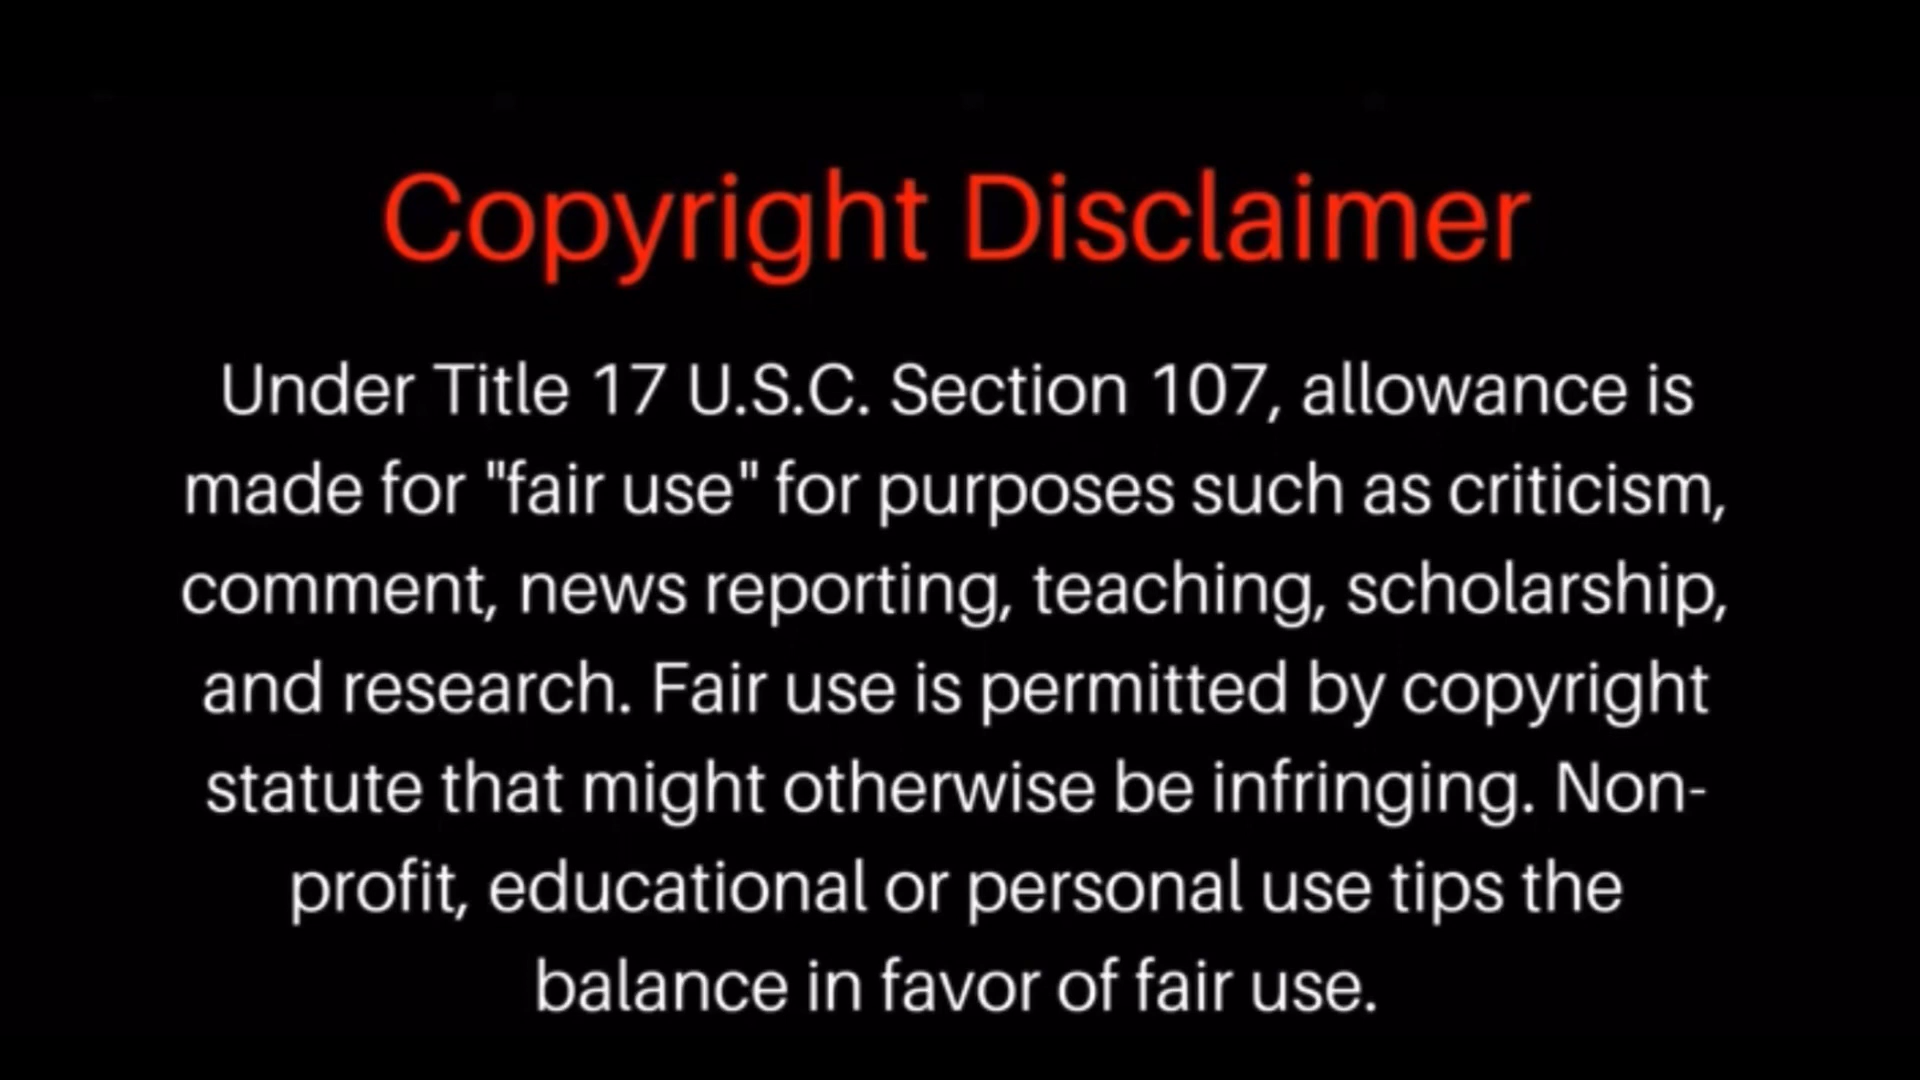 Copyright Disclaimer
Under Title 17 U.S.C. Section 107, allowance is
made for "fair use" for purposes such as criticism,
comment, news reporting, teaching, scholarship,
and research. Fair use is permitted by copyright
statute that might otherwise be infringing. Non-
profit, educational or personal use tips the
balance in favor of fair use.